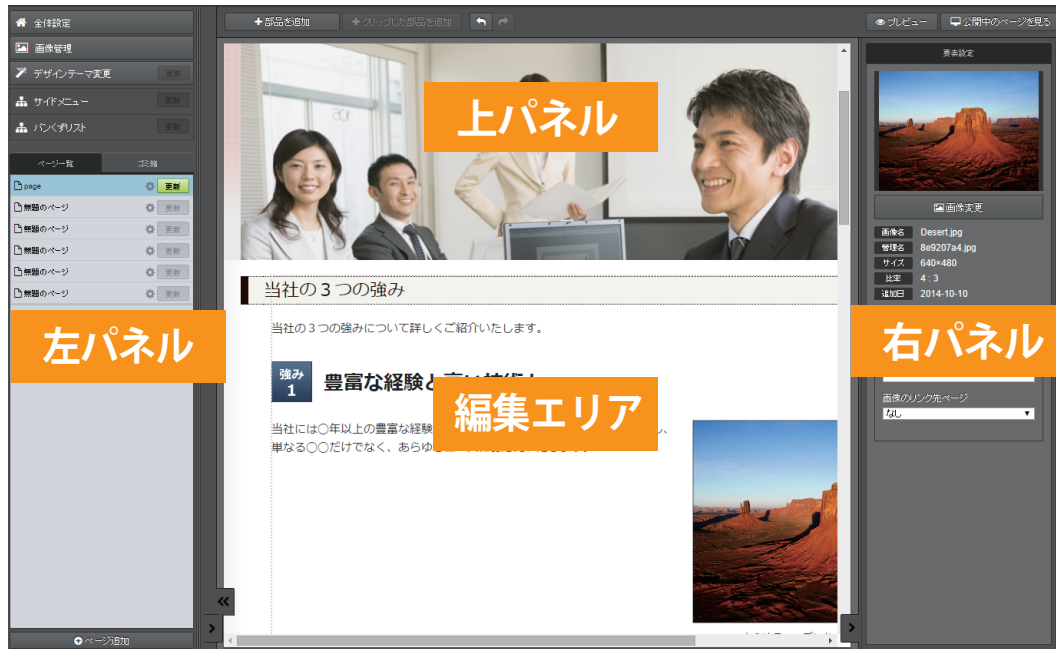 全体設定
画像管理
デザインテーマ変更 更新
サイドメニュー 更新
パンくずリスト 更新
ページ一覧 ゴミ箱
page 更新
無題のページ 更新
無題のページ 更新
無題のページ 更新
無題のページ 更新
無題のページ 更新
左パネル
ページ追加
部品を追加 クリップした部品を追加
上パネル
当社の3つの強み
当社の3つの強みについて詳しくご紹介いたします。
強み
1
豊富な経験と
編集エリア
当社には○年以上の豊富な経験
単なる○○だけでなく、あらゆ
プレビュー 公開中のページを見る
要素設定
画像変更
画像名 Desert.jpg
管理名 8e9207a4.jpg
サイズ 640×480
比率 4 : 3
追加日 2014-10-10
右パネル
画像のリンク先ページ
なし